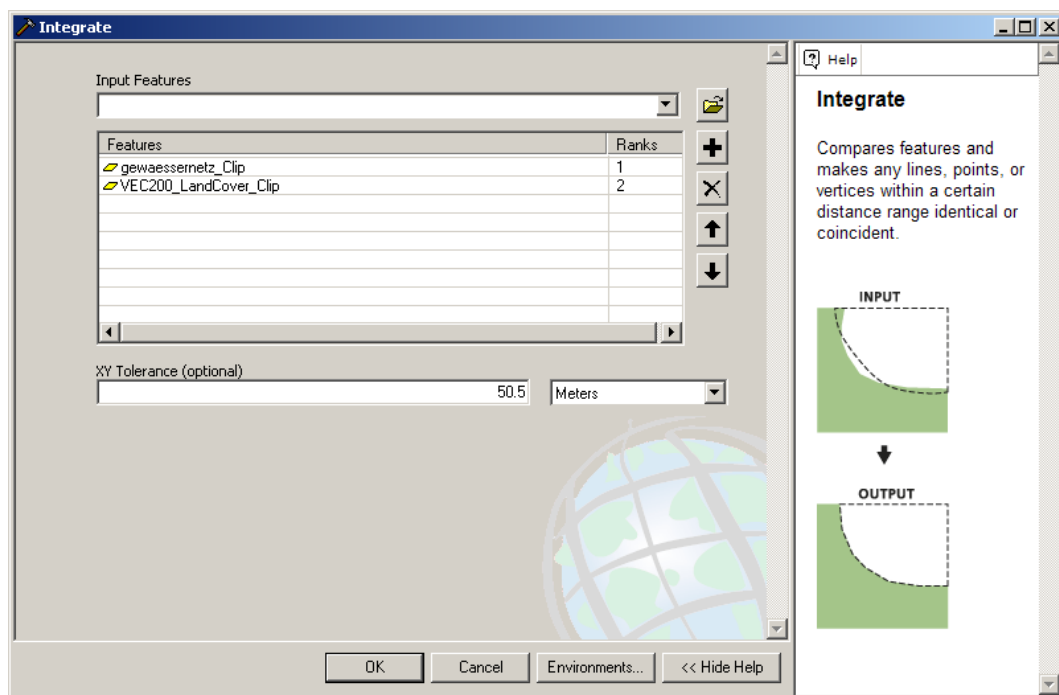 Integrate
Input Features
Features Ranks
gewaessernetz_Clip 1
VEC200_LandCover_Clip 2
XY Tolerance (optional)
50.5 Meters
OK Cancel Environments... << Hide Help
Help
Integrate
Compares features and
makes any lines, points, or
vertices within a certain
distance range identical or
coincident.
INPUT
OUTPUT